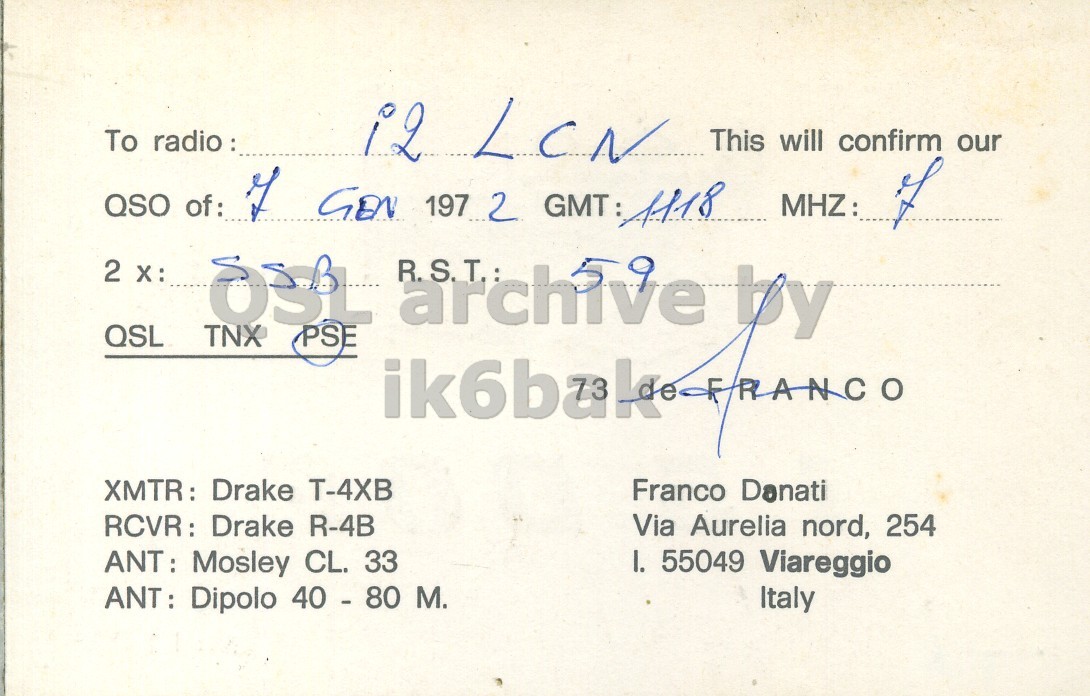 To radio: i2 LCN This will confirm our
QSO of: 7 GEN 1972 GMT: 1118 MHZ: 7
2 x: SSB R.S.T.: 59
QSL archive by
QSL TNX PSE
ik6bak
73 de FRANCO
XMTR: Drake T-4XB
RCVR: Drake R-4B
ANT: Mosley CL. 33
ANT: Dipolo 40 - 80 M.
Franco Donati
Via Aurelia nord, 254
I. 55049 Viareggio
Italy